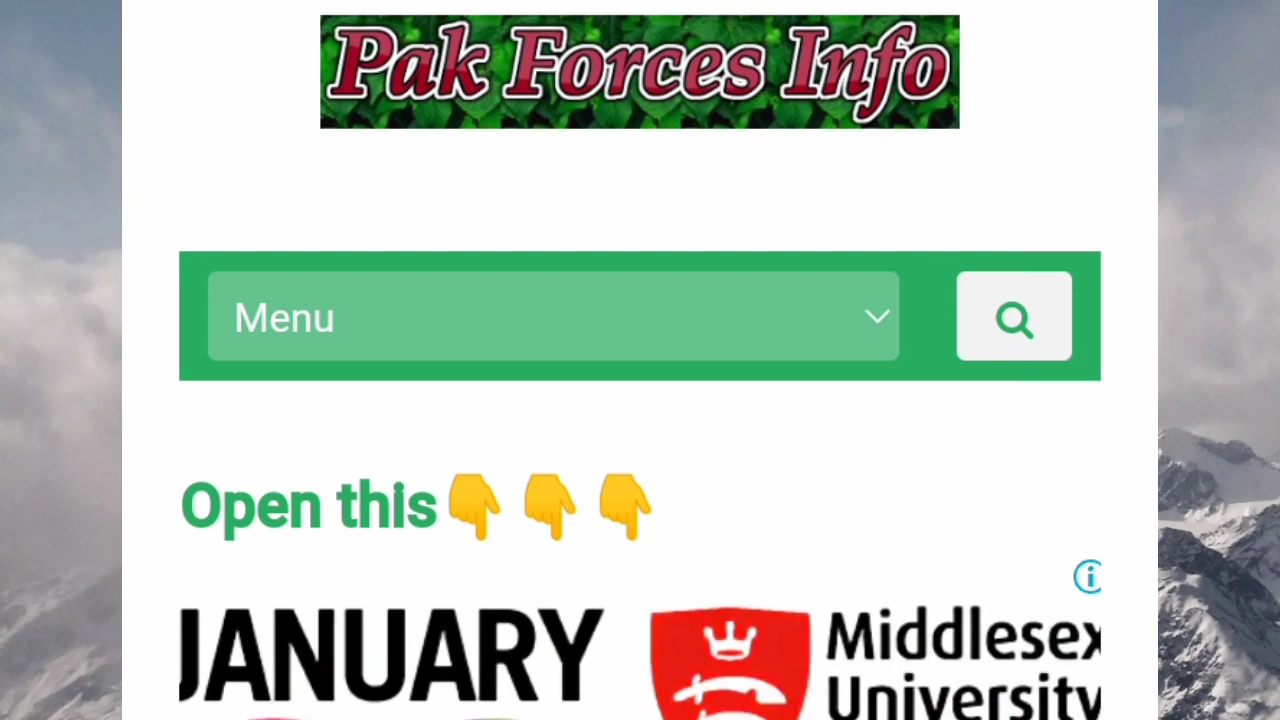 Pak Forces Info
Menu
Open this👇👇👇
JANUARY
Middlesex
University